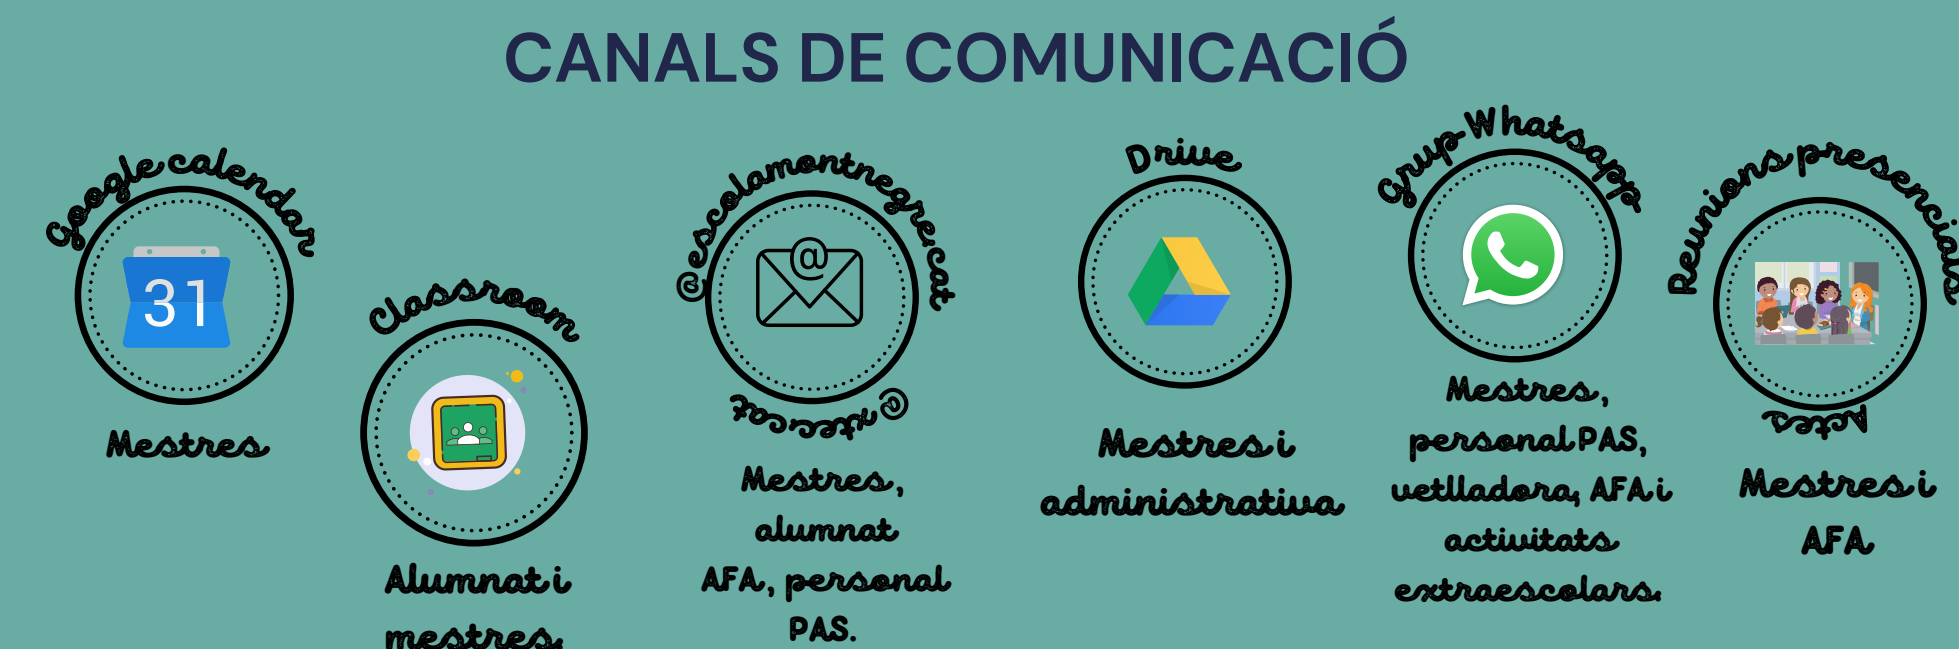 CANALS DE COMUNICACIÓ
Google calendar
31
Mestres
Classroom
Alumnat i
mestres.
@escolamontnegre.cat
@
@xtec.cat
Mestres,
alumnat
AFA, personal
PAS.
Drive
Mestres i
administrativa
Grup Whatsapp
Mestres,
personal PAS,
vetlladora, AFA i
activitats
extraescolars.
Reunions presencials
Actes
Mestres i
AFA